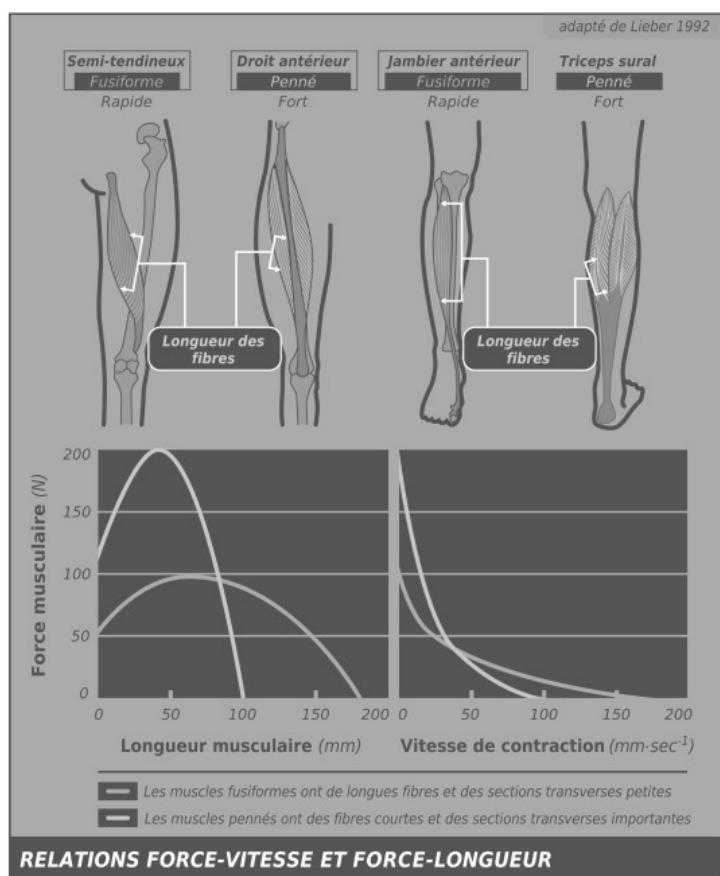 adapté de Lieber 1992
Semi-tendineux
Fusiforme
Rapide
Droit antérieur
Penné
Fort
Jambier antérieur
Fusiforme
Rapide
Triceps sural
Penné
Fort
Longueur des
fibres
Longueur des
fibres
Force musculaire (N)
200
150
100
50
0
0 50 100 150 200
Longueur musculaire (mm)
0 50 100 150 200
Vitesse de contraction (mm·sec⁻¹)
Les muscles fusiformes ont de longues fibres et des sections transverses petites
Les muscles pennés ont des fibres courtes et des sections transverses importantes
RELATIONS FORCE-VITESSE ET FORCE-LONGUEUR